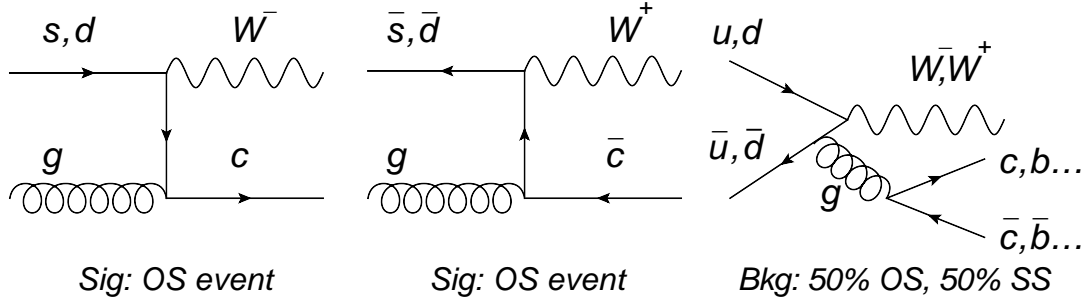 s,d
W⁻
g
c
Sig: OS event
s̄,d̄
W⁺
g
c̄
Sig: OS event
u,d
W⁻,W⁺
ū,d̄
g
c,b...
c̄,b̄...
Bkg: 50% OS, 50% SS